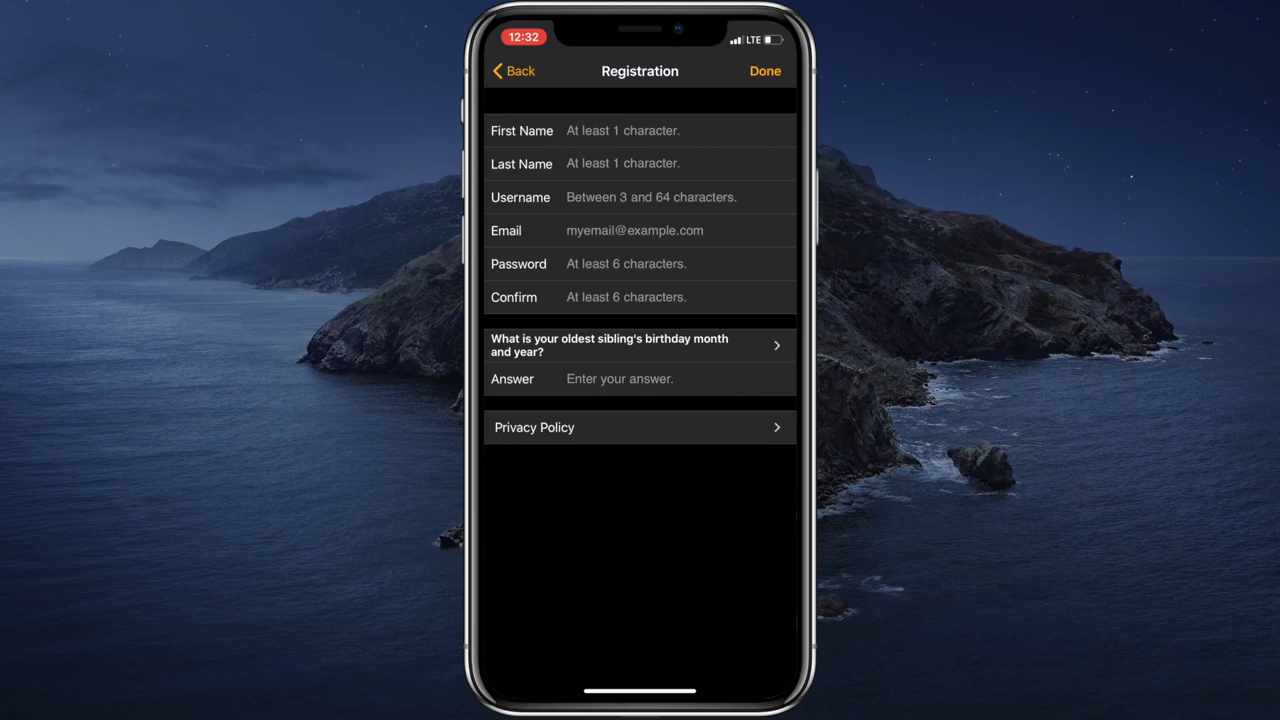 12:32
LTE
Back
Registration
Done
First Name At least 1 character.
Last Name At least 1 character.
Username Between 3 and 64 characters.
Email myemail@example.com
Password At least 6 characters.
Confirm At least 6 characters.
What is your oldest sibling's birthday month
and year?
Answer Enter your answer.
Privacy Policy